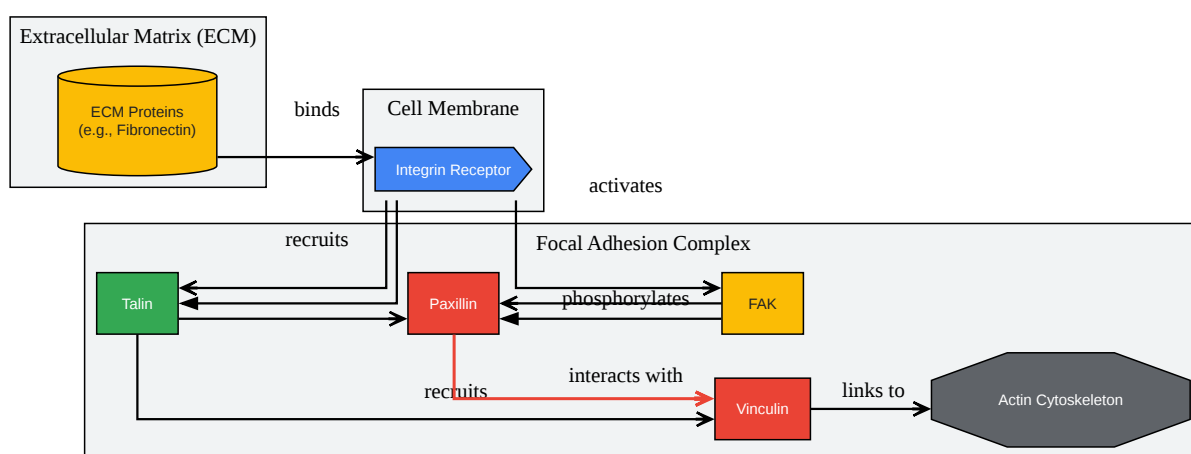 Extracellular Matrix (ECM)
ECM Proteins
(e.g., Fibronectin)
binds
Cell Membrane
Integrin Receptor
activates
recruits
Focal Adhesion Complex
Talin
Paxillin
phosphorylates
FAK
recruits
interacts with
Vinculin
links to
Actin Cytoskeleton